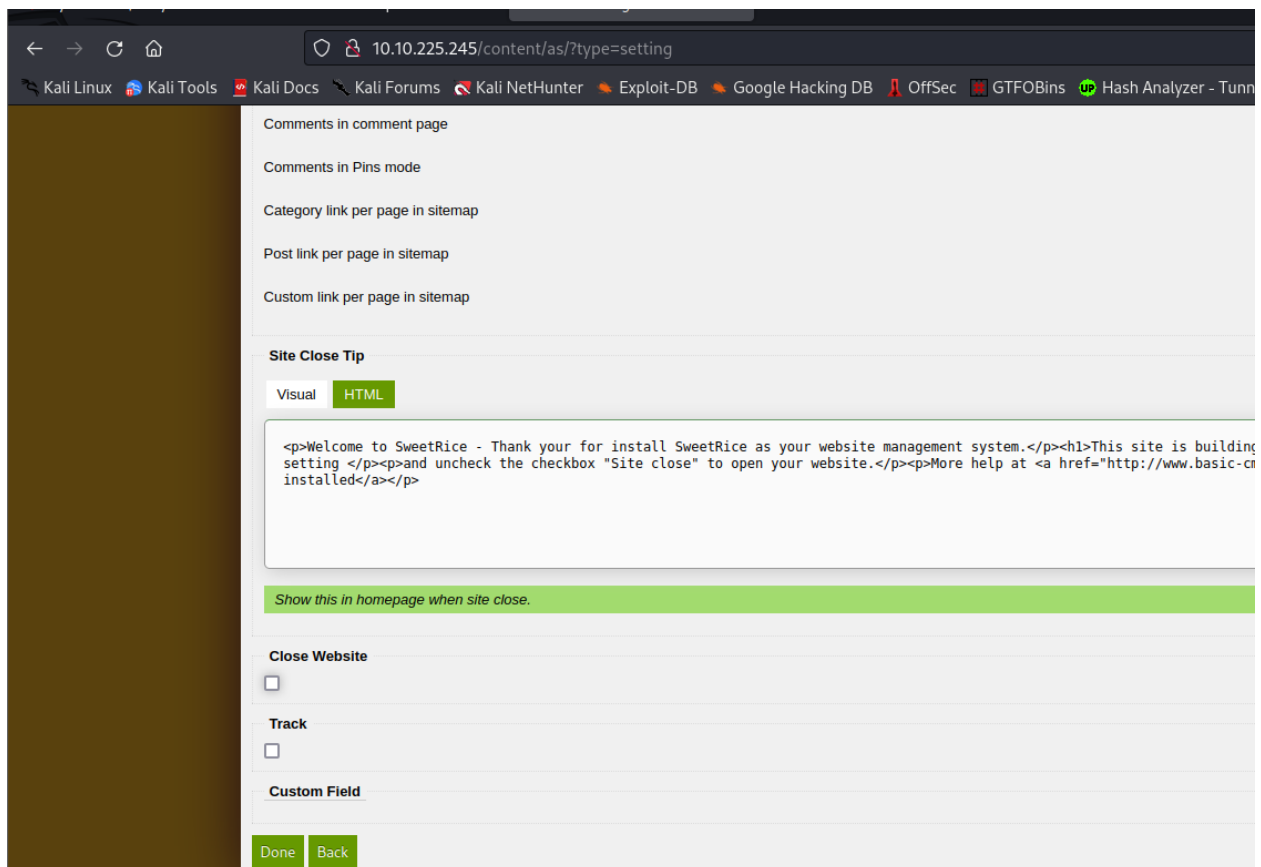 10.10.225.245/content/as/?type=setting
Kali Linux Kali Tools Kali Docs Kali Forums Kali NetHunter Exploit-DB Google Hacking DB OffSec GTFOBins Hash Analyzer - Tunn
Comments in comment page
Comments in Pins mode
Category link per page in sitemap
Post link per page in sitemap
Custom link per page in sitemap
Site Close Tip
Visual HTML
<p>Welcome to SweetRice - Thank your for install SweetRice as your website management system.</p><h1>This site is building
setting </p><p>and uncheck the checkbox "Site close" to open your website.</p><p>More help at <a href="http://www.basic-cm
installed</a></p>
Show this in homepage when site close.
Close Website
Track
Custom Field
Done Back